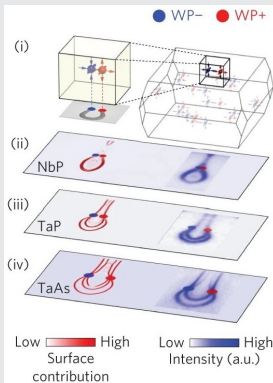 WP− WP+
(i)
(ii)
NbP
(iii)
TaP
(iv)
TaAs
Low High Low High
Surface contribution Intensity (a.u.)